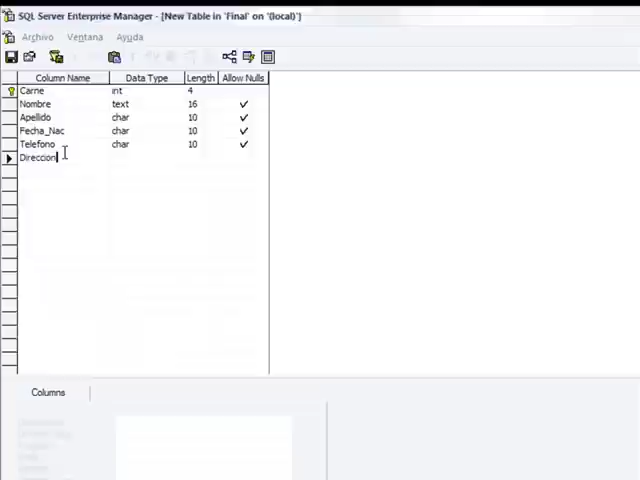 SQL Server Enterprise Manager - [New Table in 'Final' on '(local)']
Archivo Ventana Ayuda
Column Name Data Type Length Allow Nulls
Carne int 4
Nombre text 16
Apellido char 10
Fecha_Nac char 10
Telefono char 10
Direccion
Columns